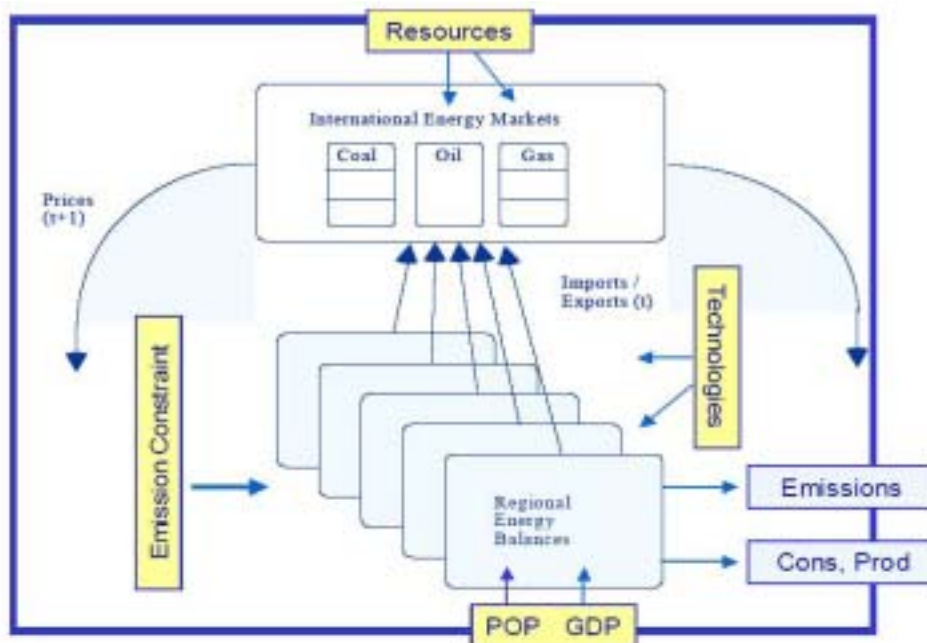 Resources
International Energy Markets
Coal
Oil
Gas
Prices
(t+1)
Imports /
Exports (t)
Technologies
Emission Constraint
Regional
Energy
Balances
Emissions
Cons, Prod
POP GDP